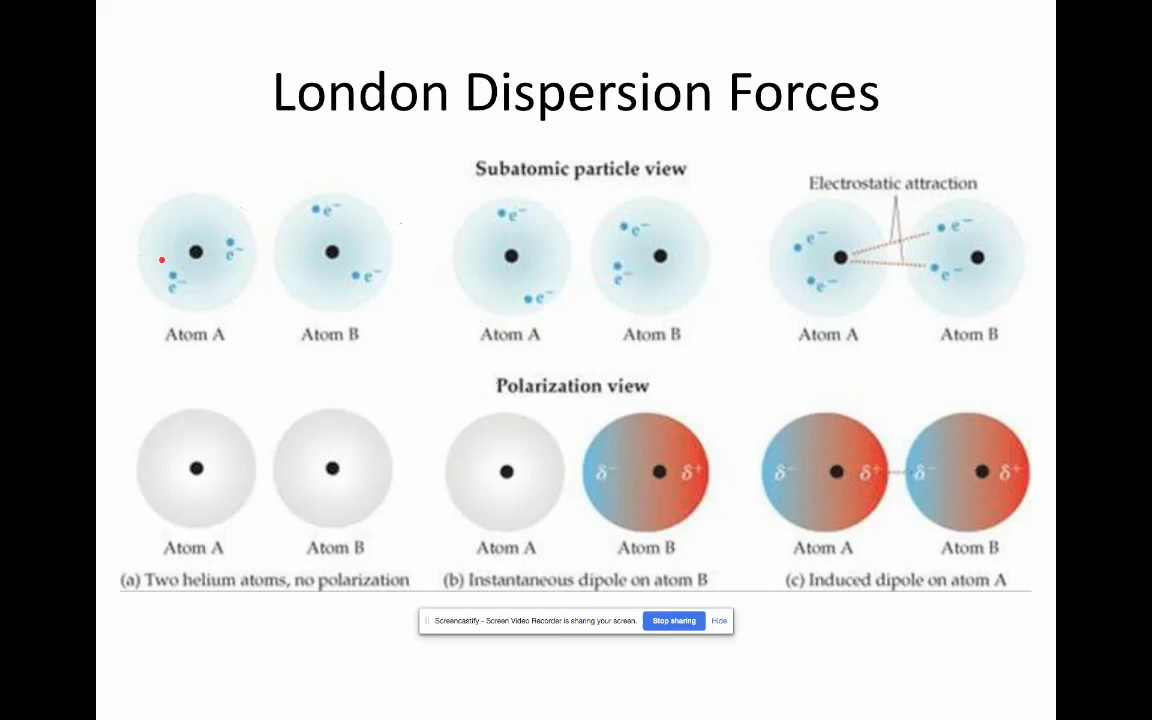 London Dispersion Forces
Subatomic particle view
Electrostatic attraction
e⁻ e⁻ e⁻ e⁻
e⁻ e⁻ e⁻ e⁻
e⁻ e⁻ e⁻ e⁻
Atom A Atom B Atom A Atom B Atom A Atom B
Polarization view
δ⁻ δ⁺ δ⁻ δ⁺ δ⁻ δ⁺
Atom A Atom B Atom A Atom B Atom A Atom B
(a) Two helium atoms, no polarization (b) Instantaneous dipole on atom B (c) Induced dipole on atom A
Screencastify - Screen Video Recorder is sharing your screen. Stop sharing Hide